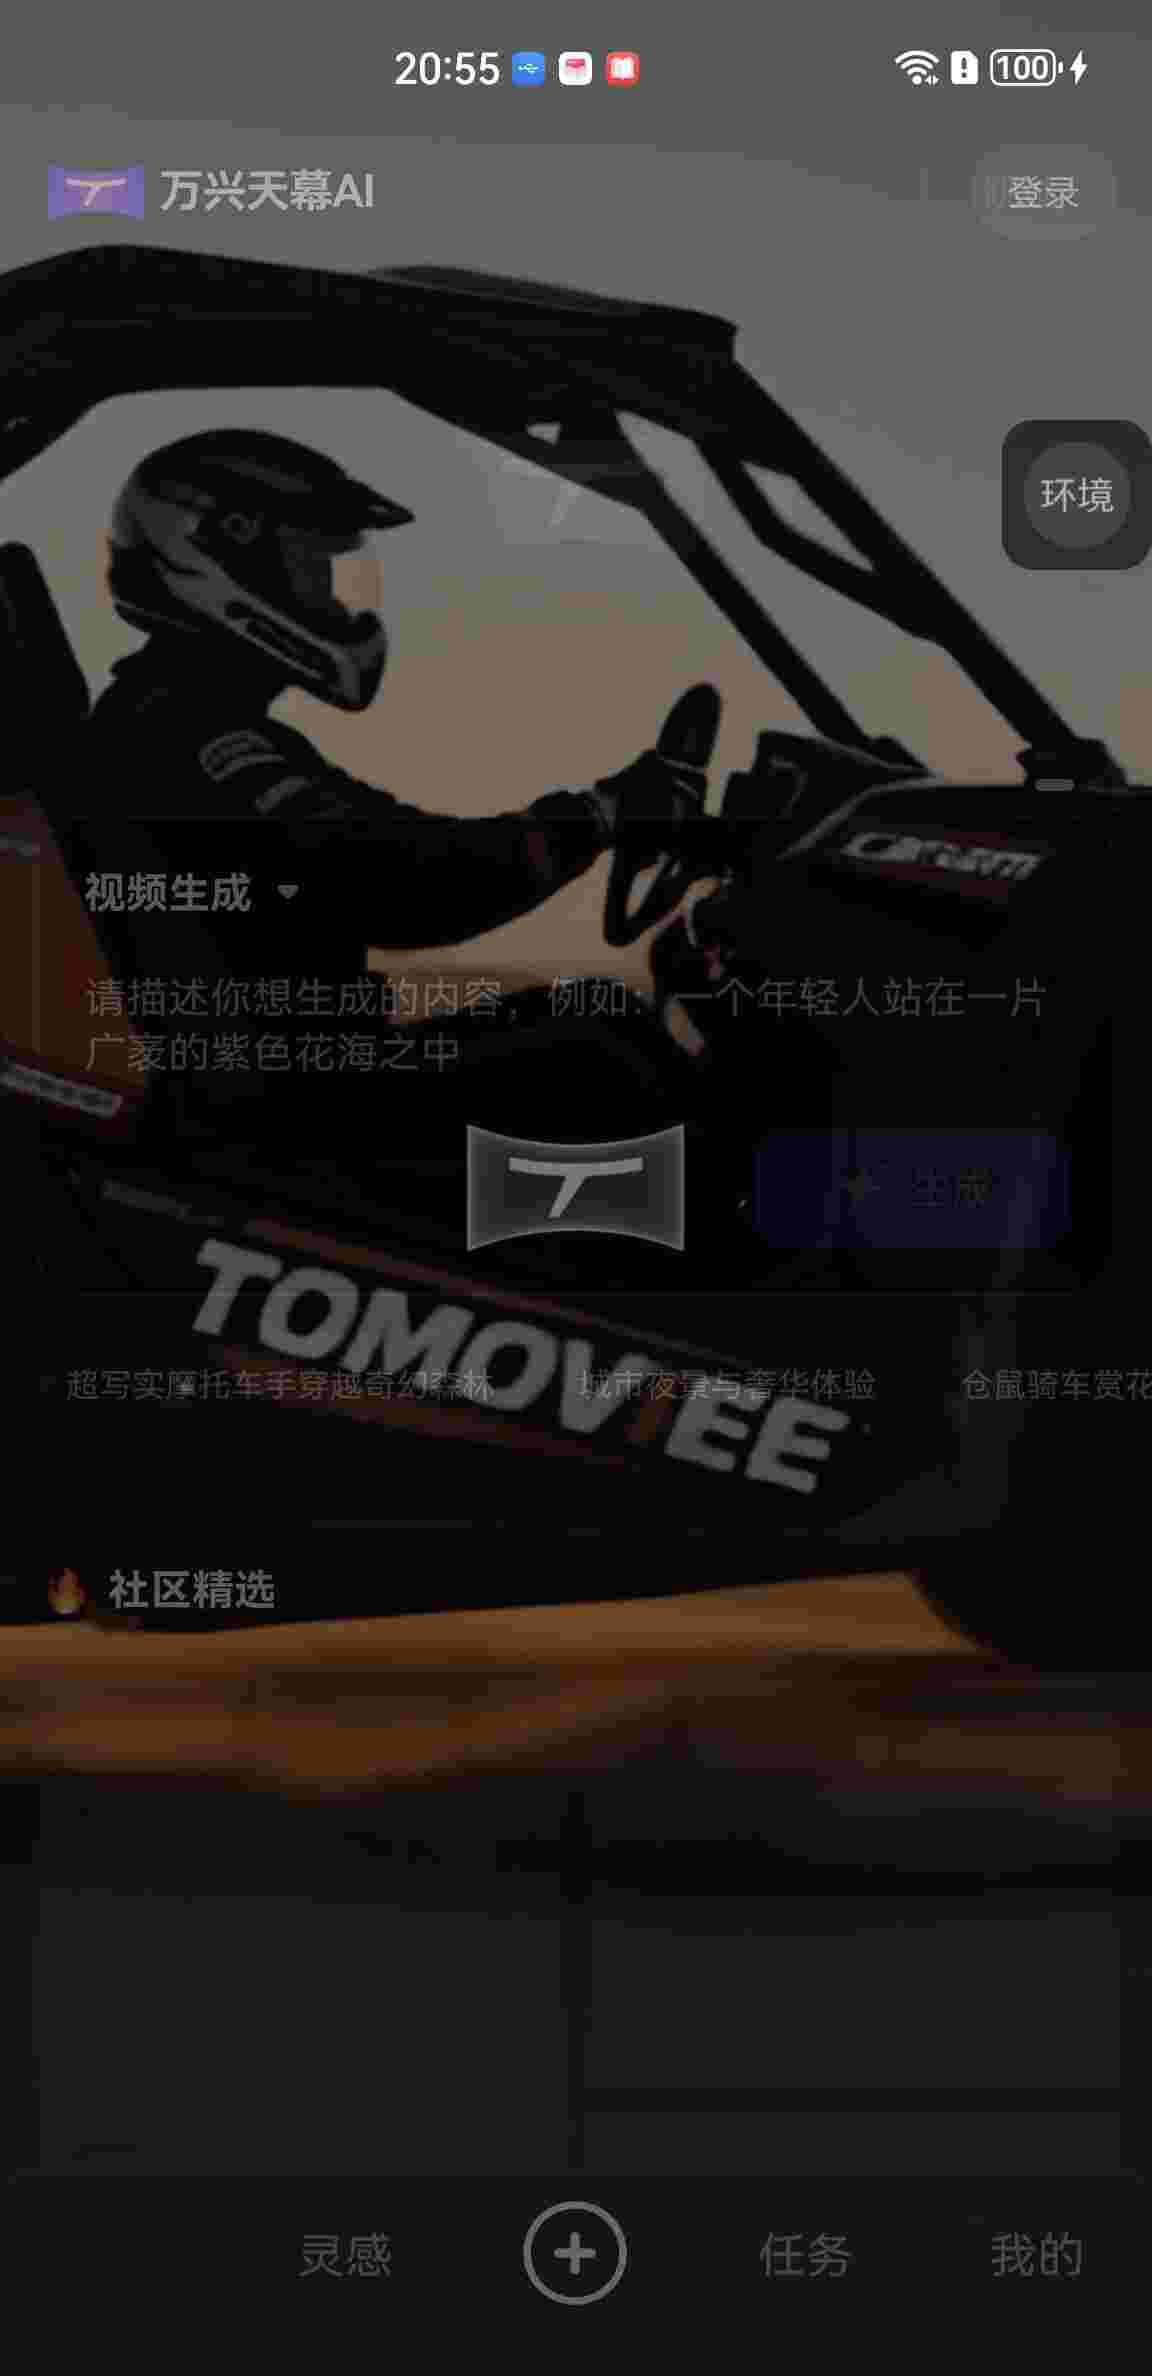 20:55
100
万兴天幕AI
登录
环境
can-am
视频生成
请描述你想生成的内容，例如：一个年轻人站在一片
广袤的紫色花海之中
生成
TOMOVIEE
超写实摩托车手穿越奇幻森林
城市夜景与奢华体验
仓鼠骑车赏花
社区精选
灵感
任务
我的